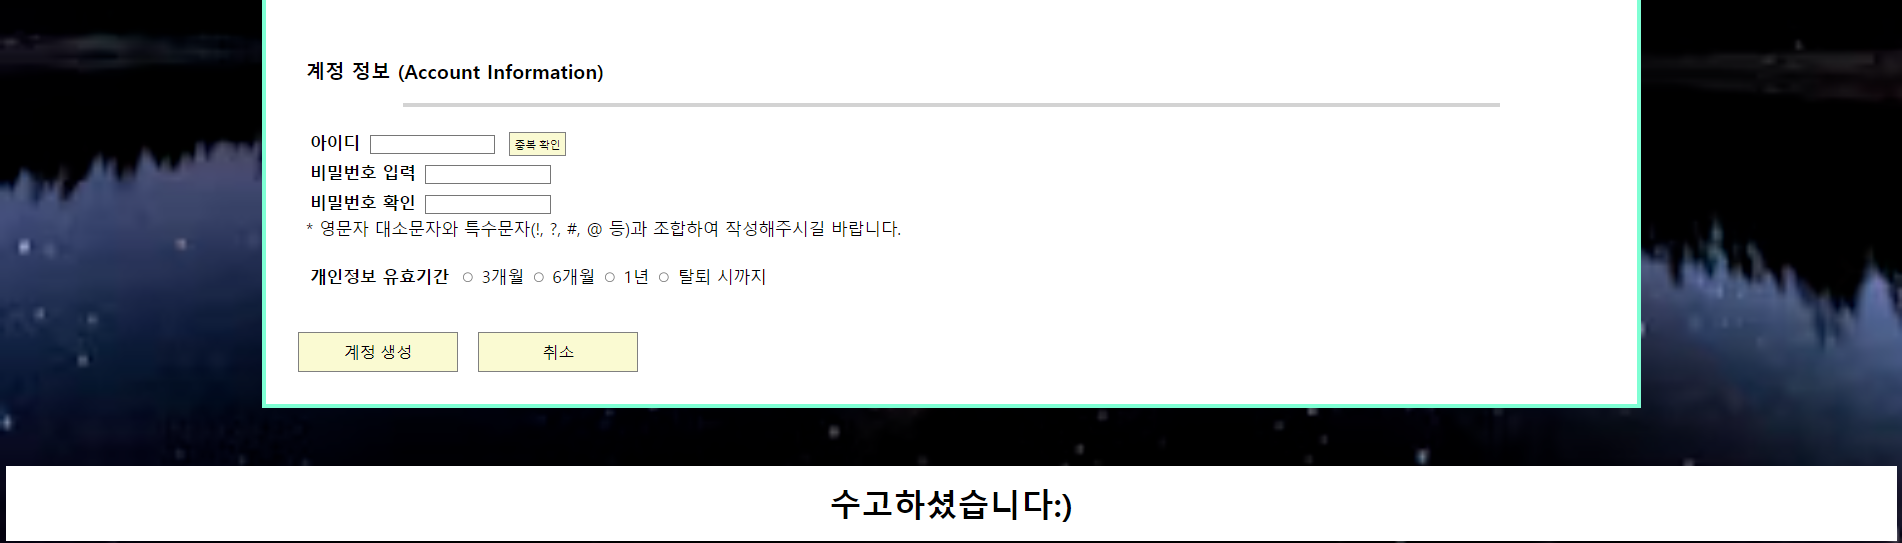 계정 정보 (Account Information)
아이디 중복 확인
비밀번호 입력
비밀번호 확인
* 영문자 대소문자와 특수문자(!, ?, #, @ 등)과 조합하여 작성해주시길 바랍니다.
개인정보 유효기간 3개월 6개월 1년 탈퇴 시까지
계정 생성 취소
수고하셨습니다:)